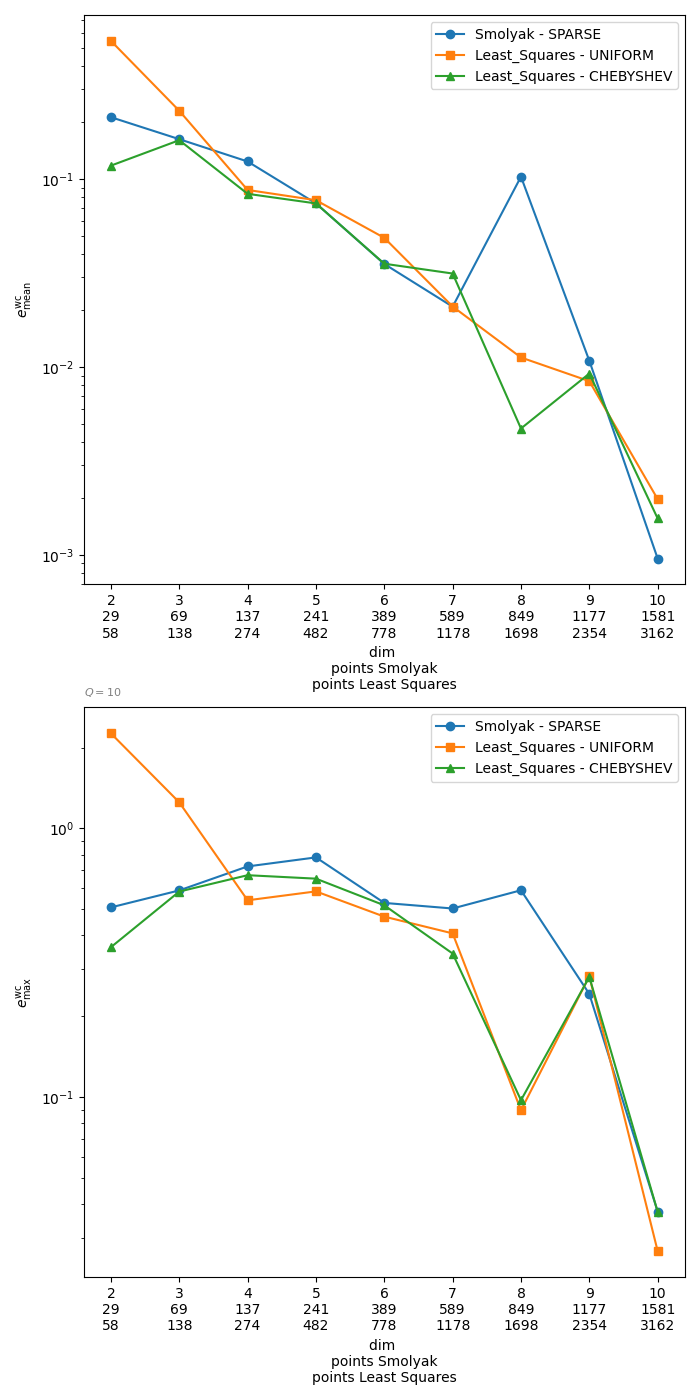 Smolyak - SPARSE
Least_Squares - UNIFORM
Least_Squares - CHEBYSHEV
10⁻¹
10⁻²
10⁻³
e^wc_mean
2 3 4 5 6 7 8 9 10
29 69 137 241 389 589 849 1177 1581
58 138 274 482 778 1178 1698 2354 3162
dim
points Smolyak
points Least Squares
Q = 10
Smolyak - SPARSE
Least_Squares - UNIFORM
Least_Squares - CHEBYSHEV
10⁰
10⁻¹
e^wc_max
2 3 4 5 6 7 8 9 10
29 69 137 241 389 589 849 1177 1581
58 138 274 482 778 1178 1698 2354 3162
dim
points Smolyak
points Least Squares